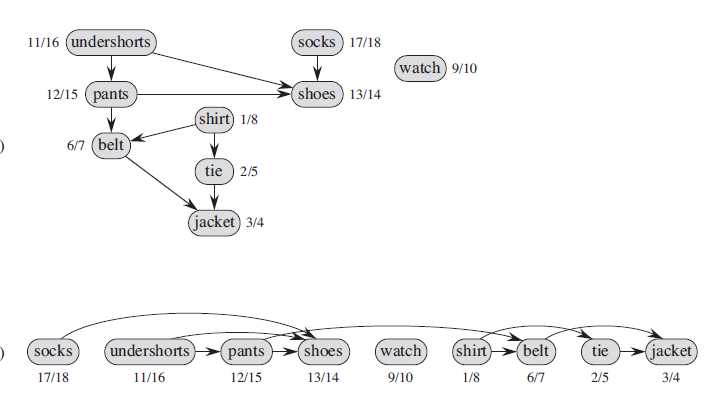 11/16 undershorts socks 17/18
watch 9/10
12/15 pants shoes 13/14
shirt 1/8
) 6/7 belt
tie 2/5
jacket 3/4
) socks undershorts pants shoes watch shirt belt tie jacket
17/18 11/16 12/15 13/14 9/10 1/8 6/7 2/5 3/4